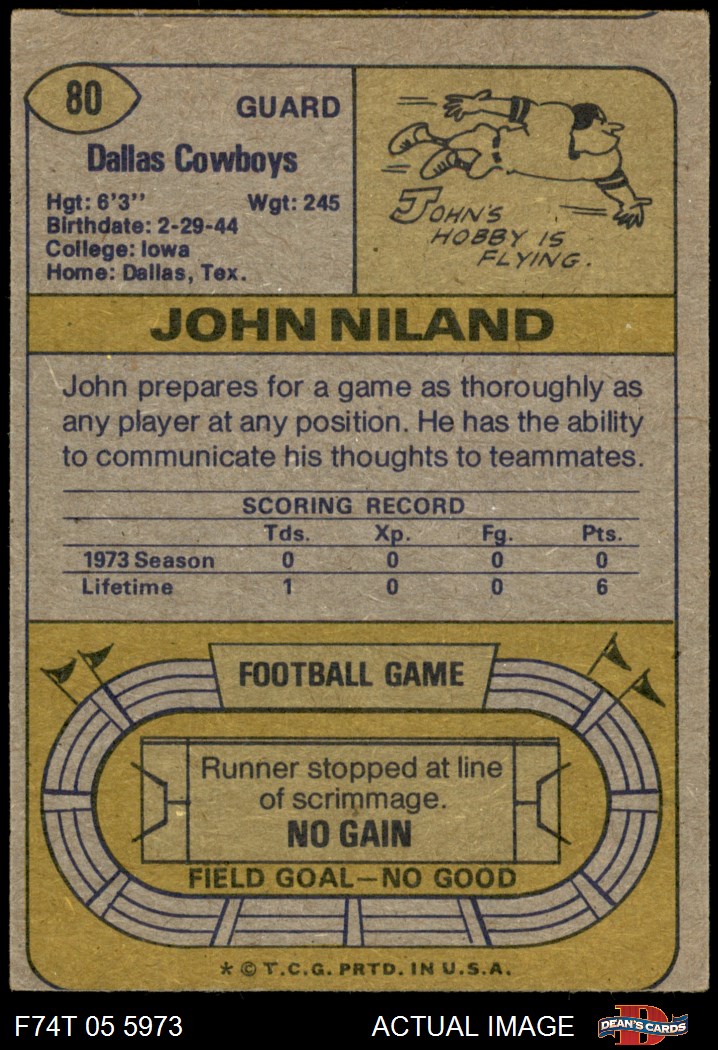 80
GUARD
Dallas Cowboys
Hgt: 6'3"  Wgt: 245
Birthdate: 2-29-44
College: Iowa
Home: Dallas, Tex.
JOHN'S
HOBBY IS
FLYING.
JOHN NILAND
John prepares for a game as thoroughly as
any player at any position. He has the ability
to communicate his thoughts to teammates.
SCORING RECORD
Tds.  Xp.  Fg.  Pts.
1973 Season  0  0  0  0
Lifetime  1  0  0  6
FOOTBALL GAME
Runner stopped at line
of scrimmage.
NO GAIN
FIELD GOAL—NO GOOD
* © T.C.G. PRTD. IN U.S.A.
F74T 05 5973  ACTUAL IMAGE  D DEAN'S CARDS